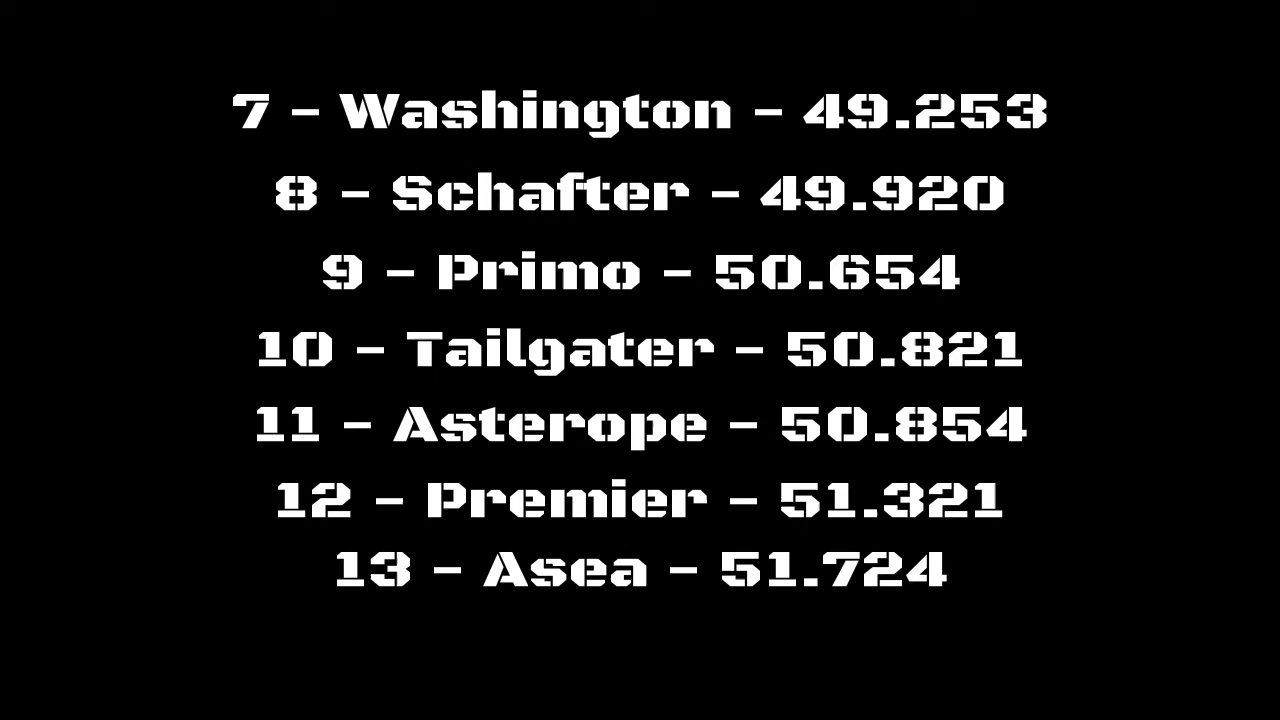 7 – Washington – 49.253
8 – Schafter – 49.920
9 – Primo – 50.654
10 – Tailgater – 50.821
11 – Asterope – 50.854
12 – Premier – 51.321
13 – Asea – 51.724